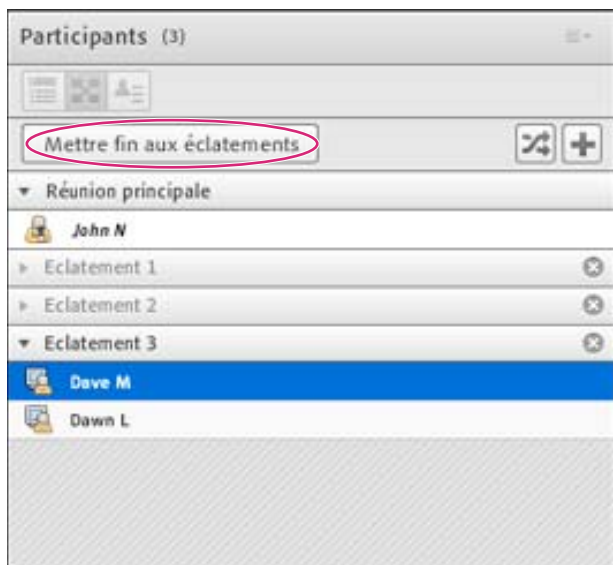 Participants (3)
Mettre fin aux éclatements
Réunion principale
John N
Eclatement 1
Eclatement 2
Eclatement 3
Dave M
Dawn L